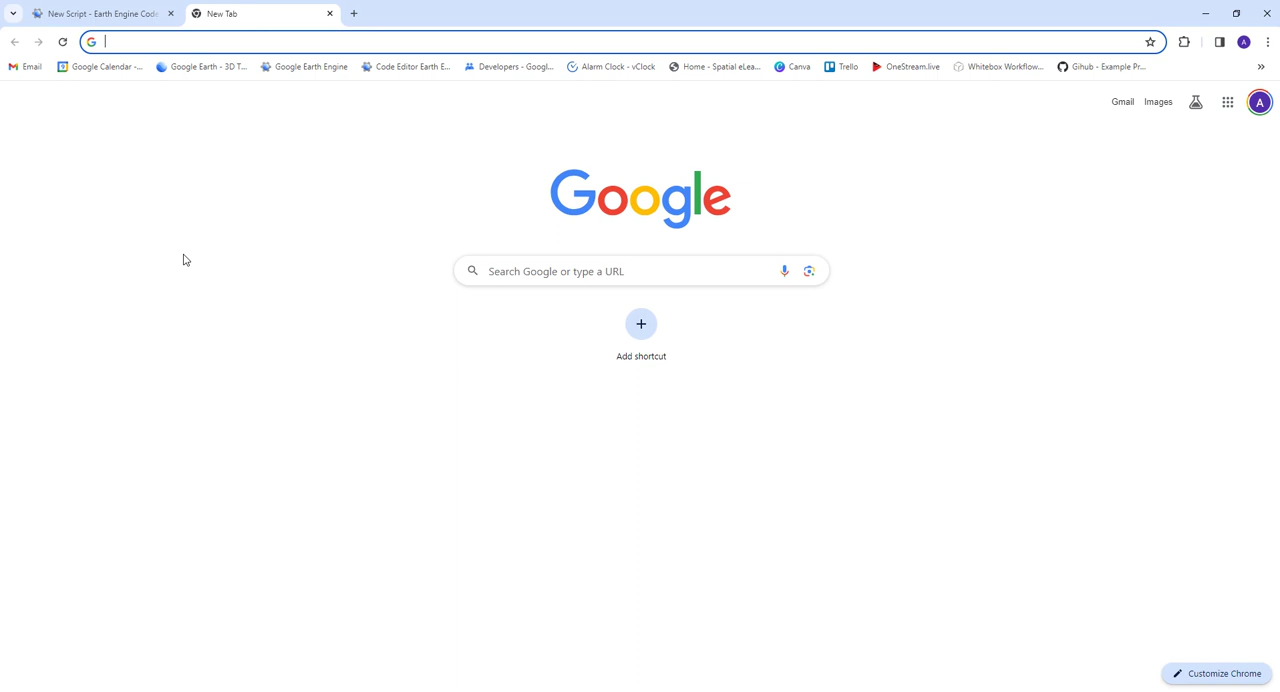 New Script - Earth Engine Code
New Tab
G
Email
Google Calendar -...
Google Earth - 3D T...
Google Earth Engine
Code Editor Earth E...
Developers - Googl...
Alarm Clock - vClock
Home - Spatial eLea...
Canva
Trello
OneStream.live
Whitebox Workflow...
Gihub - Example Pr...
Gmail
Images
A
A
Google
Search Google or type a URL
Add shortcut
Customize Chrome